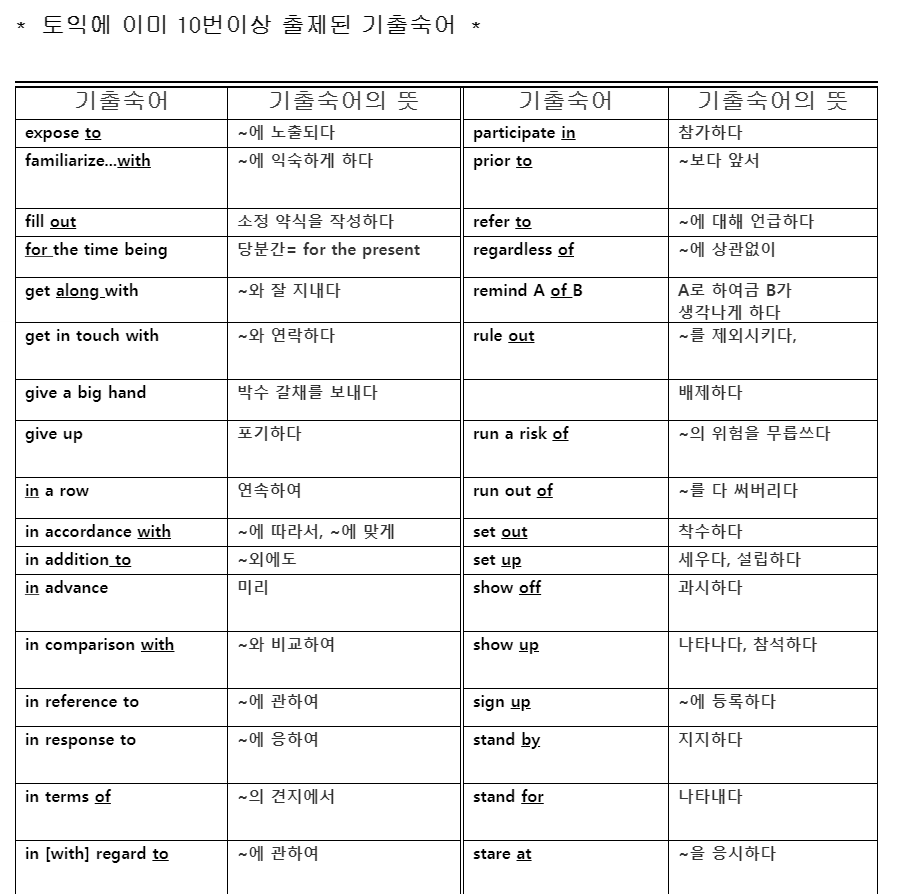 * 토익에 이미 10번이상 출제된 기출숙어 *
기출숙어 기출숙어의 뜻 기출숙어 기출숙어의 뜻
expose to ~에 노출되다 participate in 참가하다
familiarize...with ~에 익숙하게 하다 prior to ~보다 앞서
fill out 소정 약식을 작성하다 refer to ~에 대해 언급하다
for the time being 당분간= for the present regardless of ~에 상관없이
get along with ~와 잘 지내다 remind A of B A로 하여금 B가
생각나게 하다
get in touch with ~와 연락하다 rule out ~를 제외시키다,
give a big hand 박수 갈채를 보내다 배제하다
give up 포기하다 run a risk of ~의 위험을 무릅쓰다
in a row 연속하여 run out of ~를 다 써버리다
in accordance with ~에 따라서, ~에 맞게 set out 착수하다
in addition to ~외에도 set up 세우다, 설립하다
in advance 미리 show off 과시하다
in comparison with ~와 비교하여 show up 나타나다, 참석하다
in reference to ~에 관하여 sign up ~에 등록하다
in response to ~에 응하여 stand by 지지하다
in terms of ~의 견지에서 stand for 나타내다
in [with] regard to ~에 관하여 stare at ~을 응시하다